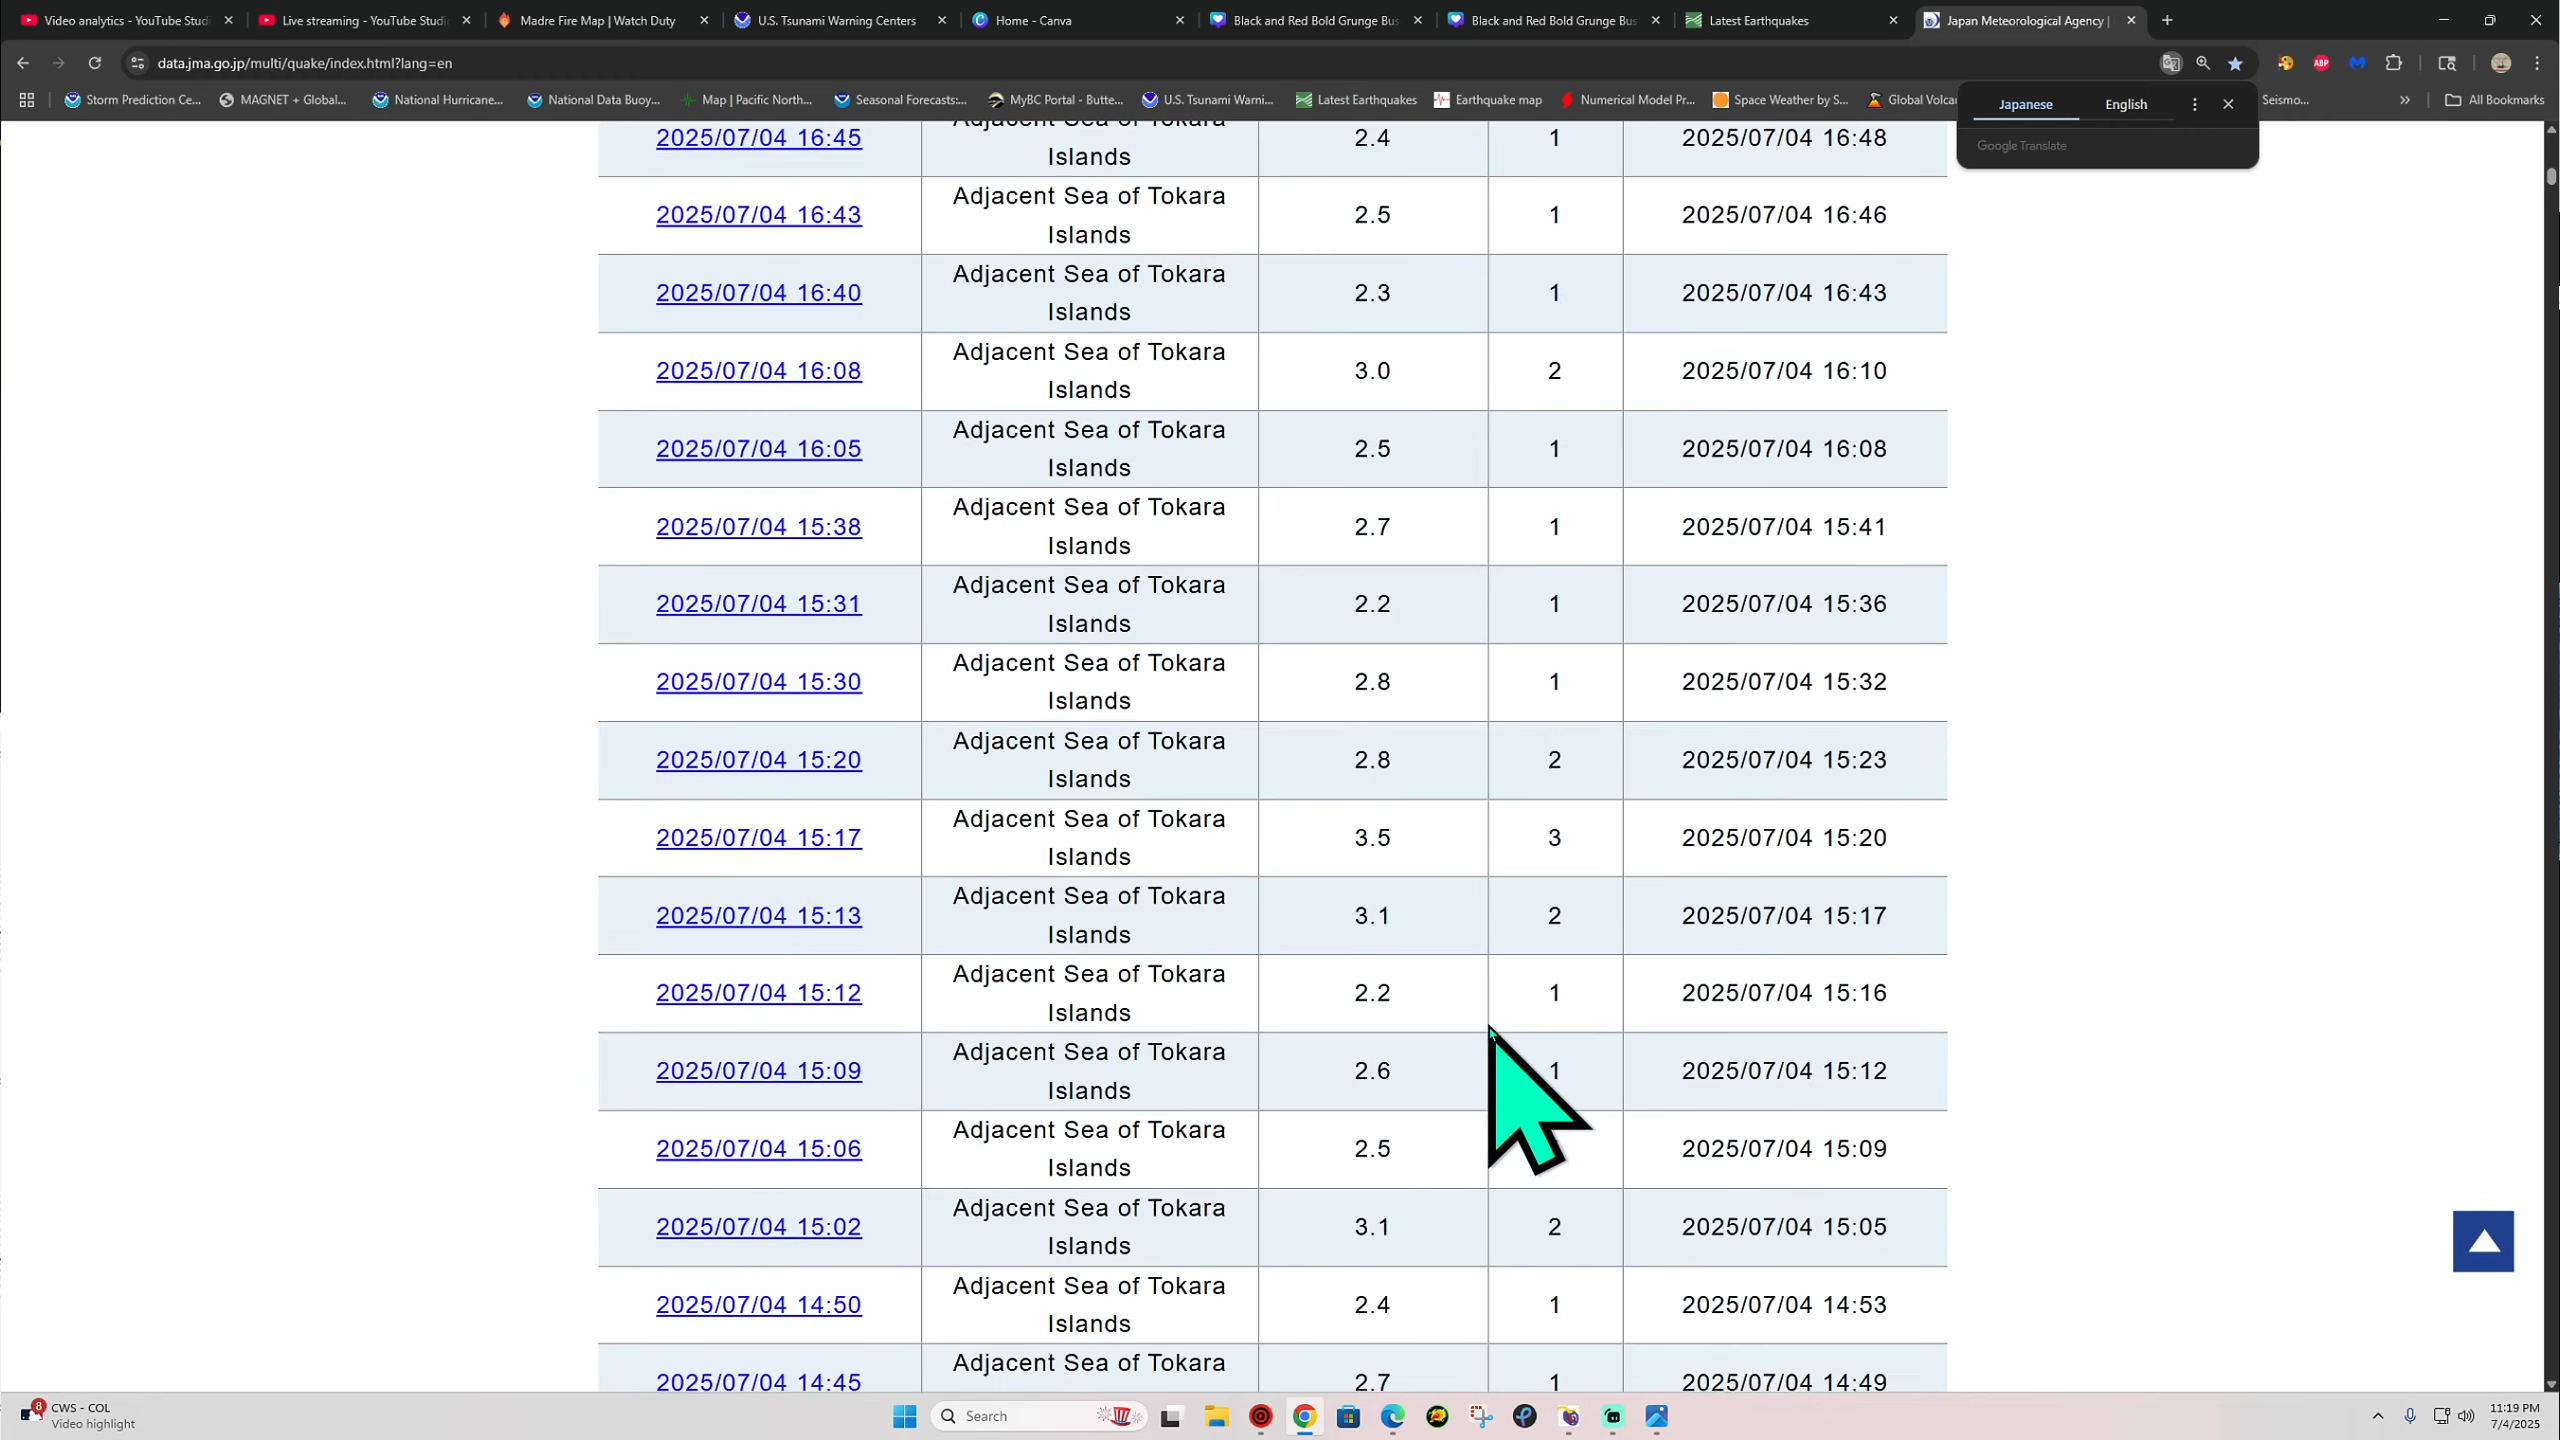 Video analytics - YouTube Studi
Live streaming - YouTube Studi
Madre Fire Map | Watch Duty
U.S. Tsunami Warning Centers
Home - Canva
Black and Red Bold Grunge Bus
Black and Red Bold Grunge Bus
Latest Earthquakes
Japan Meteorological Agency |
data.jma.go.jp/multi/quake/index.html?lang=en
ABP
Storm Prediction Ce...
MAGNET + Global...
National Hurricane...
National Data Buoy...
Map | Pacific North...
Seasonal Forecasts:...
MyBC Portal - Butte...
U.S. Tsunami Warni...
Latest Earthquakes
Earthquake map
Numerical Model Pr...
Space Weather by S...
Global Volca
Seismo...
All Bookmarks
Japanese English
Google Translate
2025/07/04 16:45 Adjacent Sea of Tokara Islands 2.4 1 2025/07/04 16:48
2025/07/04 16:43 Adjacent Sea of Tokara Islands 2.5 1 2025/07/04 16:46
2025/07/04 16:40 Adjacent Sea of Tokara Islands 2.3 1 2025/07/04 16:43
2025/07/04 16:08 Adjacent Sea of Tokara Islands 3.0 2 2025/07/04 16:10
2025/07/04 16:05 Adjacent Sea of Tokara Islands 2.5 1 2025/07/04 16:08
2025/07/04 15:38 Adjacent Sea of Tokara Islands 2.7 1 2025/07/04 15:41
2025/07/04 15:31 Adjacent Sea of Tokara Islands 2.2 1 2025/07/04 15:36
2025/07/04 15:30 Adjacent Sea of Tokara Islands 2.8 1 2025/07/04 15:32
2025/07/04 15:20 Adjacent Sea of Tokara Islands 2.8 2 2025/07/04 15:23
2025/07/04 15:17 Adjacent Sea of Tokara Islands 3.5 3 2025/07/04 15:20
2025/07/04 15:13 Adjacent Sea of Tokara Islands 3.1 2 2025/07/04 15:17
2025/07/04 15:12 Adjacent Sea of Tokara Islands 2.2 1 2025/07/04 15:16
2025/07/04 15:09 Adjacent Sea of Tokara Islands 2.6 1 2025/07/04 15:12
2025/07/04 15:06 Adjacent Sea of Tokara Islands 2.5 2025/07/04 15:09
2025/07/04 15:02 Adjacent Sea of Tokara Islands 3.1 2 2025/07/04 15:05
2025/07/04 14:50 Adjacent Sea of Tokara Islands 2.4 1 2025/07/04 14:53
2025/07/04 14:45 Adjacent Sea of Tokara 2.7 1 2025/07/04 14:49
8
CWS - COL
Video highlight
Search
11:19 PM
7/4/2025